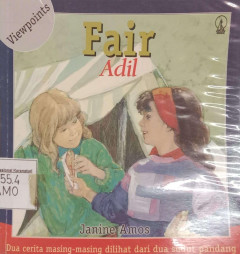 Viewpoints
Fair
Adil
55.4
AMO
Janine Amos
Dua cerita masing-masing dilihat dari dua sudut pandang